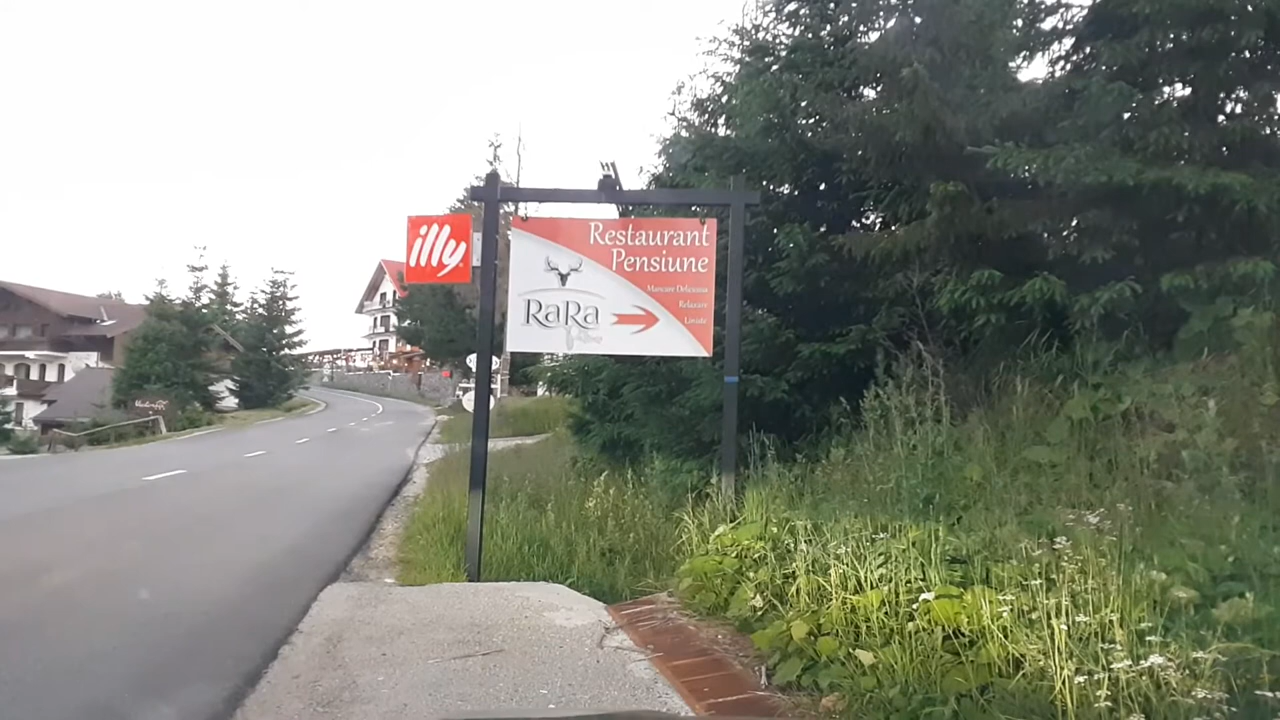 illy
Restaurant
Pensiune
Mancare Delicioasa
Relaxare
Liniste
RaRa